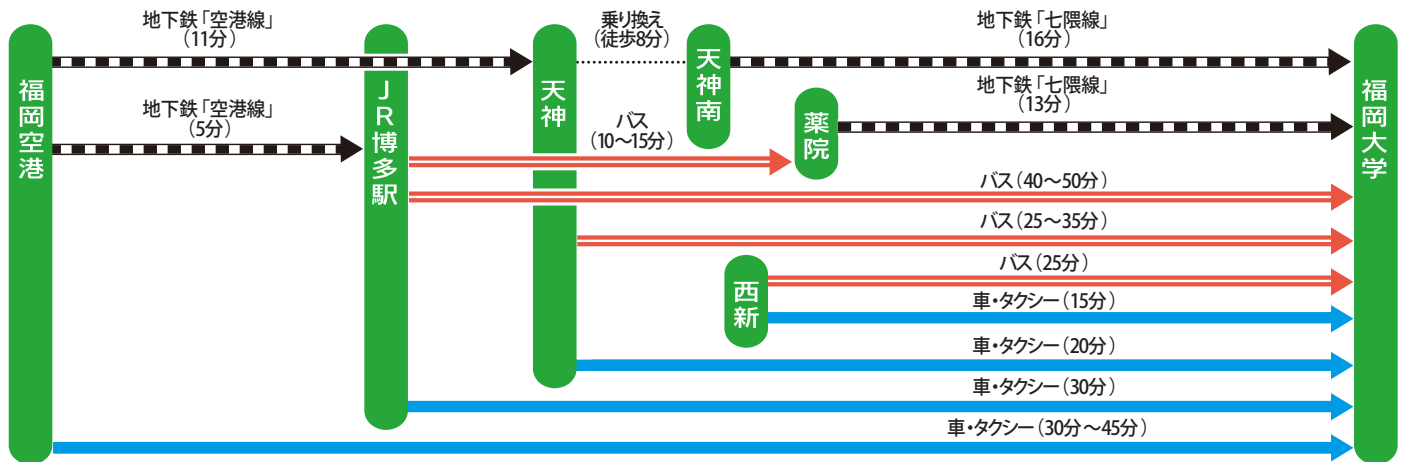 地下鉄「空港線」
(11分)
乗り換え
(徒歩8分)
地下鉄「七隈線」
(16分)
福岡空港
JR博多駅
天神
天神南
福岡大学
地下鉄「空港線」
(5分)
バス
(10〜15分)
薬院
地下鉄「七隈線」
(13分)
バス(40〜50分)
バス(25〜35分)
西新
バス(25分)
車・タクシー(15分)
車・タクシー(20分)
車・タクシー(30分)
車・タクシー(30分〜45分)